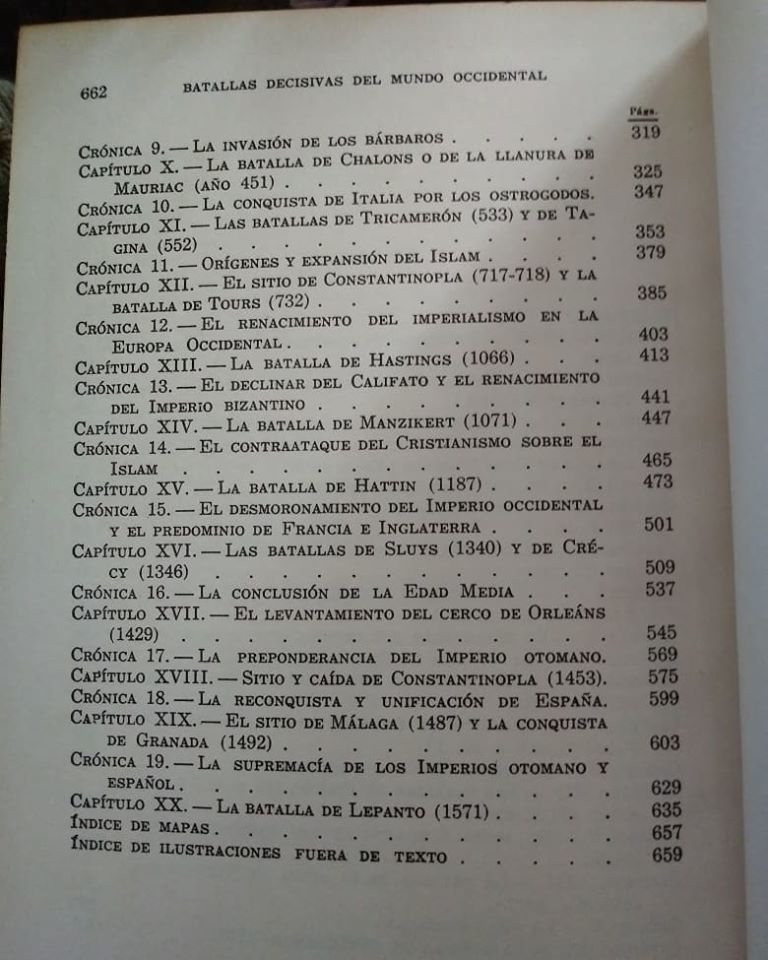 662 BATALLAS DECISIVAS DEL MUNDO OCCIDENTAL
Págs.
CRÓNICA 9. — LA INVASIÓN DE LOS BÁRBAROS . . . . . 319
CAPÍTULO X. — LA BATALLA DE CHALONS O DE LA LLANURA DE
MAURIAC (AÑO 451) . . . . . . . . . . 325
CRÓNICA 10. — LA CONQUISTA DE ITALIA POR LOS OSTROGODOS. 347
CAPÍTULO XI. — LAS BATALLAS DE TRICAMERÓN (533) Y DE TA-
GINA (552) . . . . . . . . . . . . 353
CRÓNICA 11. — ORÍGENES Y EXPANSIÓN DEL ISLAM . . . . 379
CAPÍTULO XII. — EL SITIO DE CONSTANTINOPLA (717-718) Y LA
BATALLA DE TOURS (732) . . . . . . . . . 385
CRÓNICA 12. — EL RENACIMIENTO DEL IMPERIALISMO EN LA
EUROPA OCCIDENTAL . . . . . . . . . . 403
CAPÍTULO XIII. — LA BATALLA DE HASTINGS (1066) . . . 413
CRÓNICA 13. — EL DECLINAR DEL CALIFATO Y EL RENACIMIENTO
DEL IMPERIO BIZANTINO . . . . . . . . . 441
CAPÍTULO XIV. — LA BATALLA DE MANZIKERT (1071) . . . 447
CRÓNICA 14. — EL CONTRAATAQUE DEL CRISTIANISMO SOBRE EL
ISLAM . . . . . . . . . . . . . 465
CAPÍTULO XV. — LA BATALLA DE HATTIN (1187) . . . . 473
CRÓNICA 15. — EL DESMORONAMIENTO DEL IMPERIO OCCIDENTAL
Y EL PREDOMINIO DE FRANCIA E INGLATERRA . . . . 501
CAPÍTULO XVI. — LAS BATALLAS DE SLUYS (1340) Y DE CRÉ-
CY (1346) . . . . . . . . . . . . 509
CRÓNICA 16. — LA CONCLUSIÓN DE LA EDAD MEDIA . . . 537
CAPÍTULO XVII. — EL LEVANTAMIENTO DEL CERCO DE ORLEÁNS
(1429) . . . . . . . . . . . . . 545
CRÓNICA 17. — LA PREPONDERANCIA DEL IMPERIO OTOMANO. 569
CAPÍTULO XVIII. — SITIO Y CAÍDA DE CONSTANTINOPLA (1453). 575
CRÓNICA 18. — LA RECONQUISTA Y UNIFICACIÓN DE ESPAÑA. 599
CAPÍTULO XIX. — EL SITIO DE MÁLAGA (1487) Y LA CONQUISTA
DE GRANADA (1492) . . . . . . . . . . 603
CRÓNICA 19. — LA SUPREMACÍA DE LOS IMPERIOS OTOMANO Y
ESPAÑOL . . . . . . . . . . . . . 629
CAPÍTULO XX. — LA BATALLA DE LEPANTO (1571) . . . . 635
ÍNDICE DE MAPAS . . . . . . . . . . . . 657
ÍNDICE DE ILUSTRACIONES FUERA DE TEXTO . . . . . 659